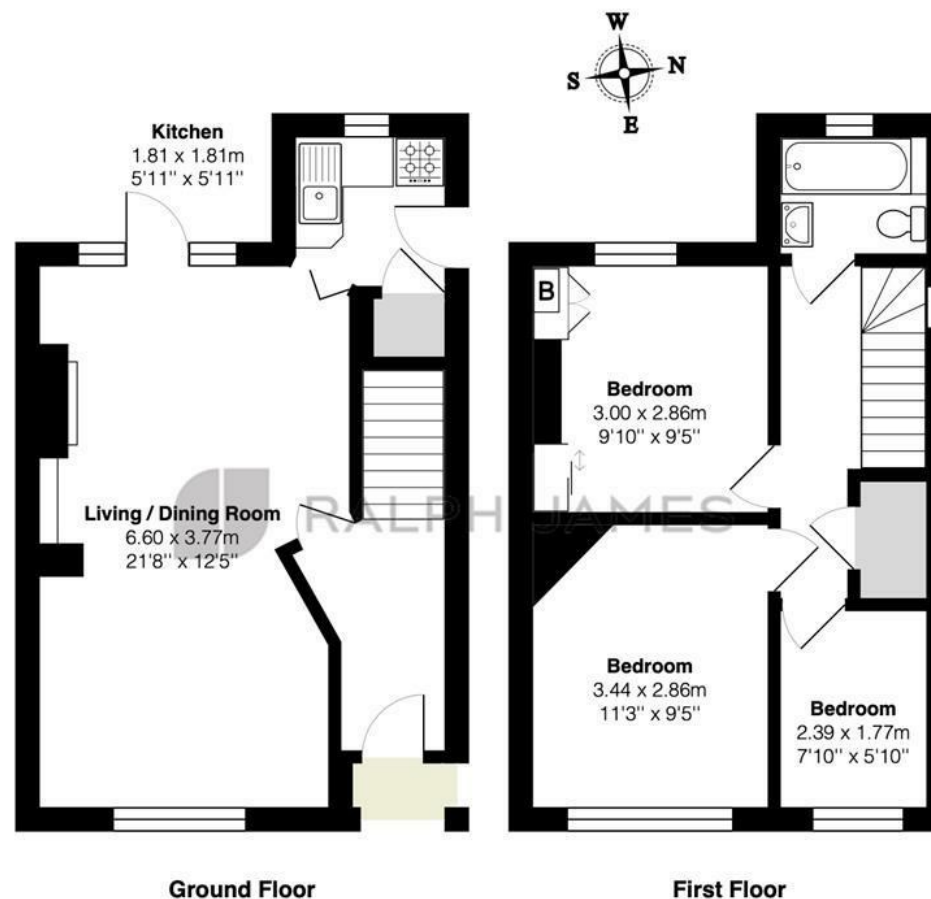 W
S
N
E
Kitchen
1.81 x 1.81m
5'11'' x 5'11''
Living / Dining Room
6.60 x 3.77m
21'8'' x 12'5''
RALPH JAMES
B
Bedroom
3.00 x 2.86m
9'10'' x 9'5''
Bedroom
3.44 x 2.86m
11'3'' x 9'5''
Bedroom
2.39 x 1.77m
7'10'' x 5'10''
Ground Floor
First Floor